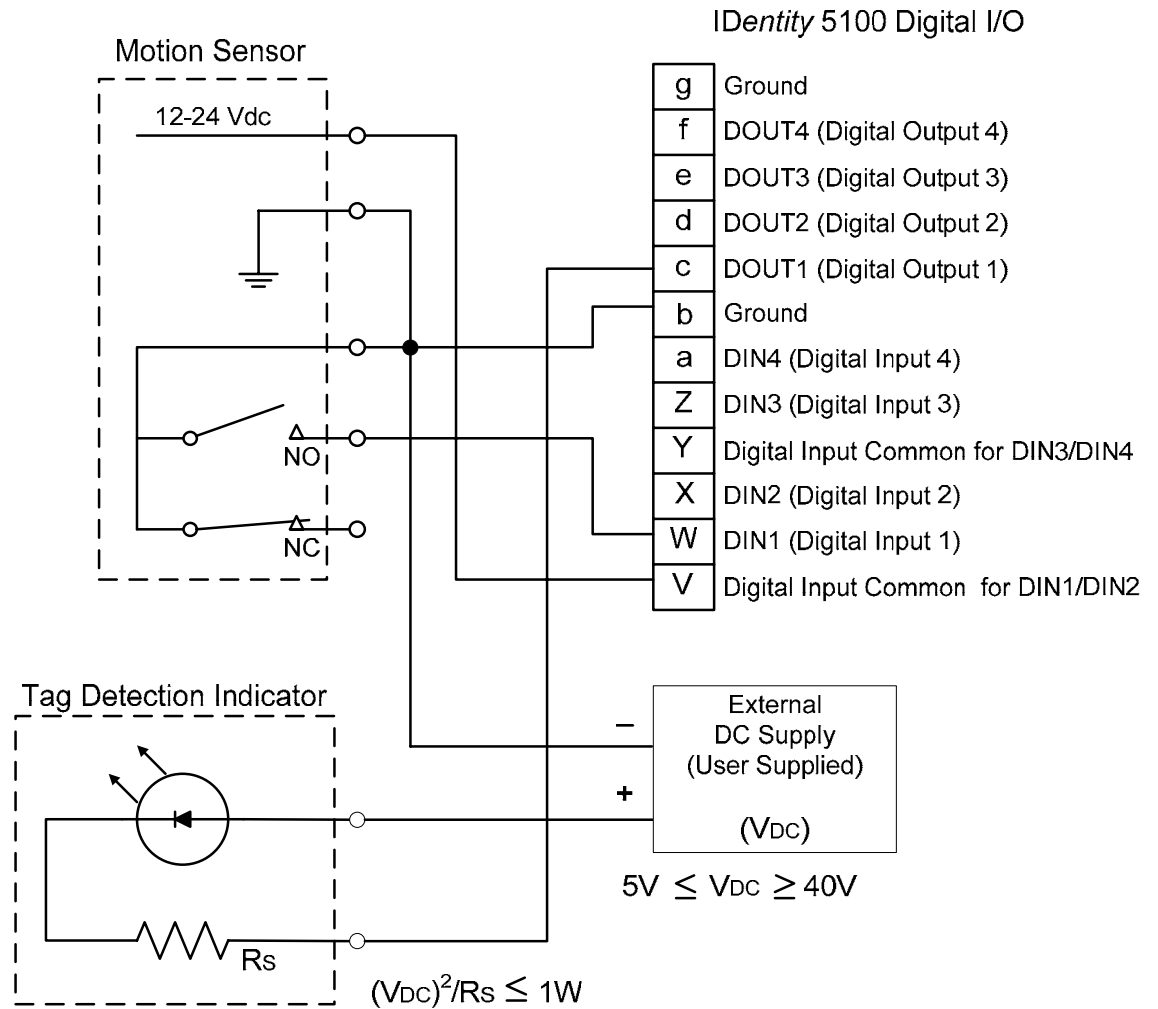 IDentity 5100 Digital I/O
Motion Sensor
12-24 Vdc
NO
NC
g Ground
f DOUT4 (Digital Output 4)
e DOUT3 (Digital Output 3)
d DOUT2 (Digital Output 2)
c DOUT1 (Digital Output 1)
b Ground
a DIN4 (Digital Input 4)
Z DIN3 (Digital Input 3)
Y Digital Input Common for DIN3/DIN4
X DIN2 (Digital Input 2)
W DIN1 (Digital Input 1)
V Digital Input Common for DIN1/DIN2
Tag Detection Indicator
Rs
(VDC)²/Rs ≤ 1W
–
+
External
DC Supply
(User Supplied)
(VDC)
5V ≤ VDC ≥ 40V